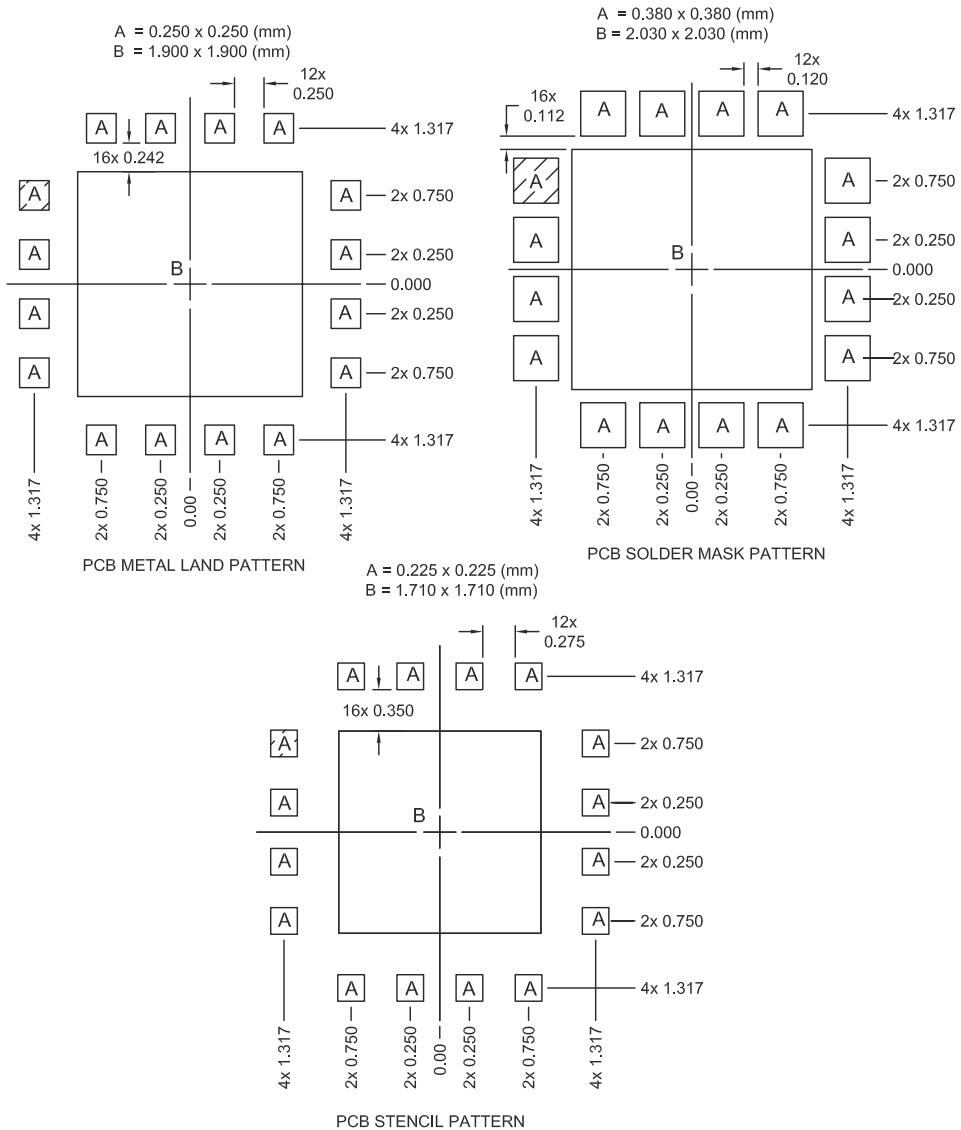 A = 0.250 x 0.250 (mm)
B = 1.900 x 1.900 (mm)
12x
0.250
A A A A
4x 1.317
16x 0.242
A A 2x 0.750
A A 2x 0.250
B
0.000
A A 2x 0.250
A A 2x 0.750
A A A A
4x 1.317
4x 1.317
2x 0.750
2x 0.250
0.00
2x 0.250
2x 0.750
4x 1.317
PCB METAL LAND PATTERN
A = 0.380 x 0.380 (mm)
B = 2.030 x 2.030 (mm)
12x
0.120
16x
0.112
A A A A
4x 1.317
A A 2x 0.750
A A 2x 0.250
B
0.000
A A 2x 0.250
A A 2x 0.750
A A A A
4x 1.317
4x 1.317
2x 0.750
2x 0.250
0.00
2x 0.250
2x 0.750
4x 1.317
PCB SOLDER MASK PATTERN
A = 0.225 x 0.225 (mm)
B = 1.710 x 1.710 (mm)
12x
0.275
A A A A
4x 1.317
16x 0.350
A A 2x 0.750
A A 2x 0.250
B
0.000
A A 2x 0.250
A A 2x 0.750
A A A A
4x 1.317
4x 1.317
2x 0.750
2x 0.250
0.00
2x 0.250
2x 0.750
4x 1.317
PCB STENCIL PATTERN